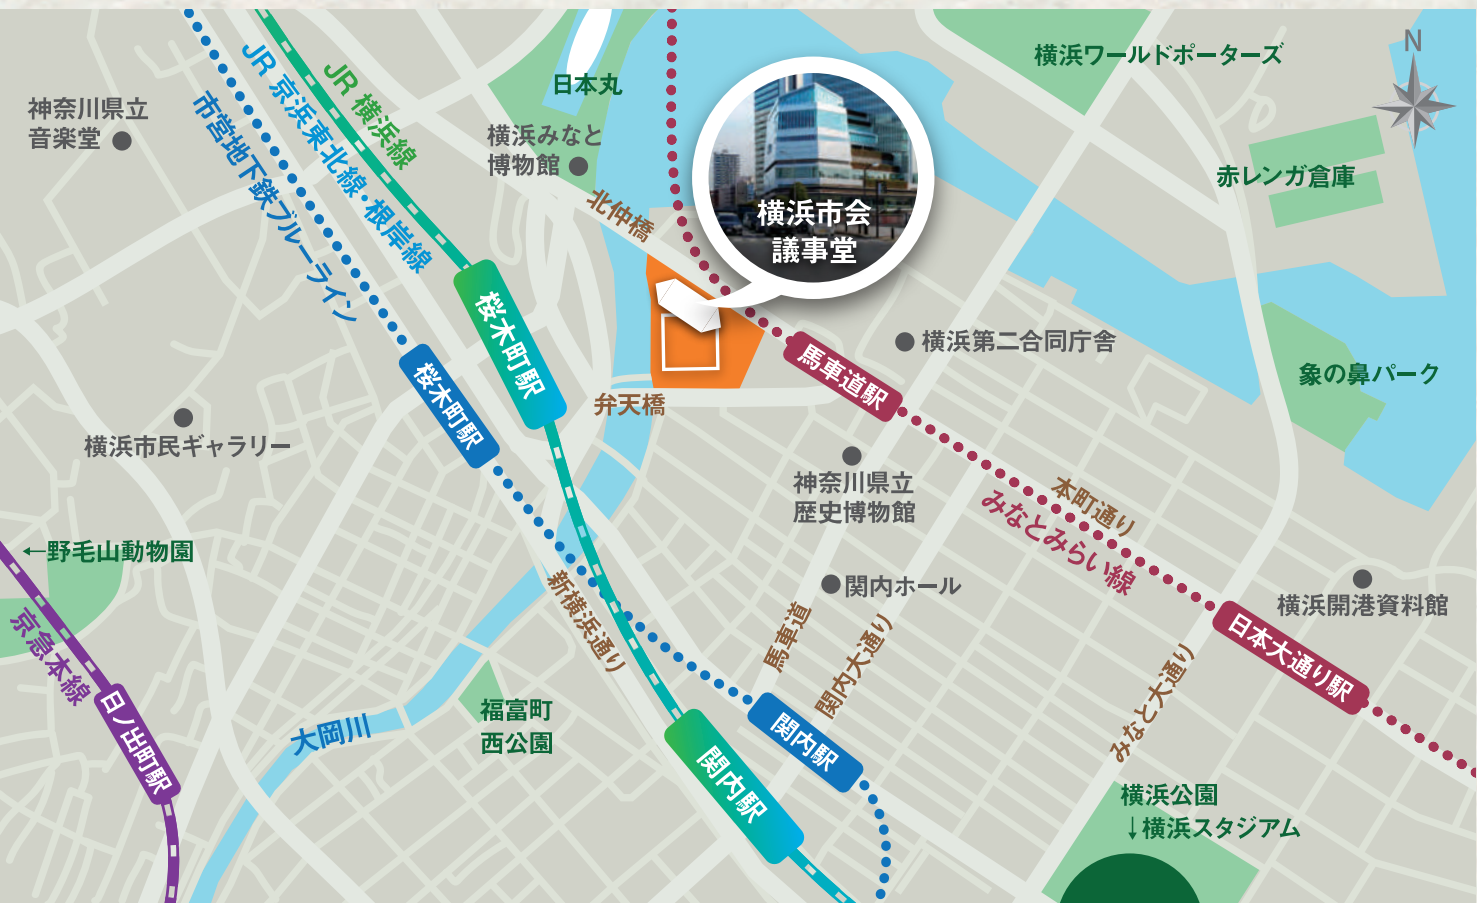 N
横浜ワールドポーターズ
日本丸
JR 横浜線
JR 京浜東北線・根岸線
市営地下鉄ブルーライン
神奈川県立
音楽堂
横浜みなと
博物館
赤レンガ倉庫
北仲橋
横浜市会
議事堂
桜木町駅
桜木町駅
馬車道駅
横浜第二合同庁舎
象の鼻パーク
弁天橋
横浜市民ギャラリー
神奈川県立
歴史博物館
本町通り
みなとみらい線
←野毛山動物園
関内ホール
横浜開港資料館
新横浜通り
馬車道
関内大通り
京急本線
日ノ出町駅
日本大通り駅
みなと大通り
大岡川
福富町
西公園
関内駅
関内駅
横浜公園
↓横浜スタジアム